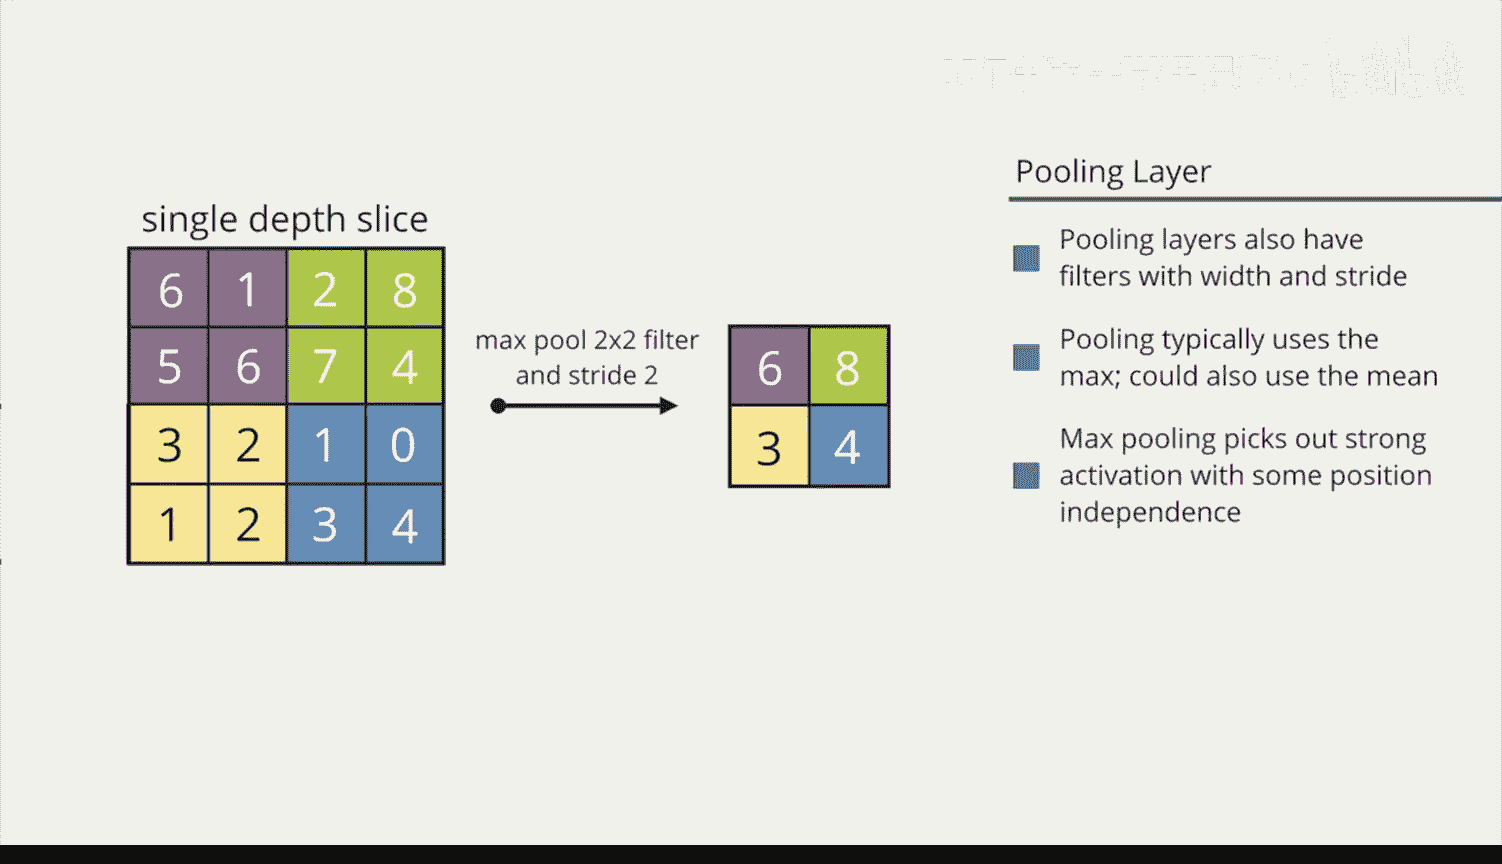 single depth slice
6 1 2 8
5 6 7 4
3 2 1 0
1 2 3 4
max pool 2x2 filter
and stride 2
6 8
3 4
Pooling Layer
Pooling layers also have
filters with width and stride
Pooling typically uses the
max; could also use the mean
Max pooling picks out strong
activation with some position
independence